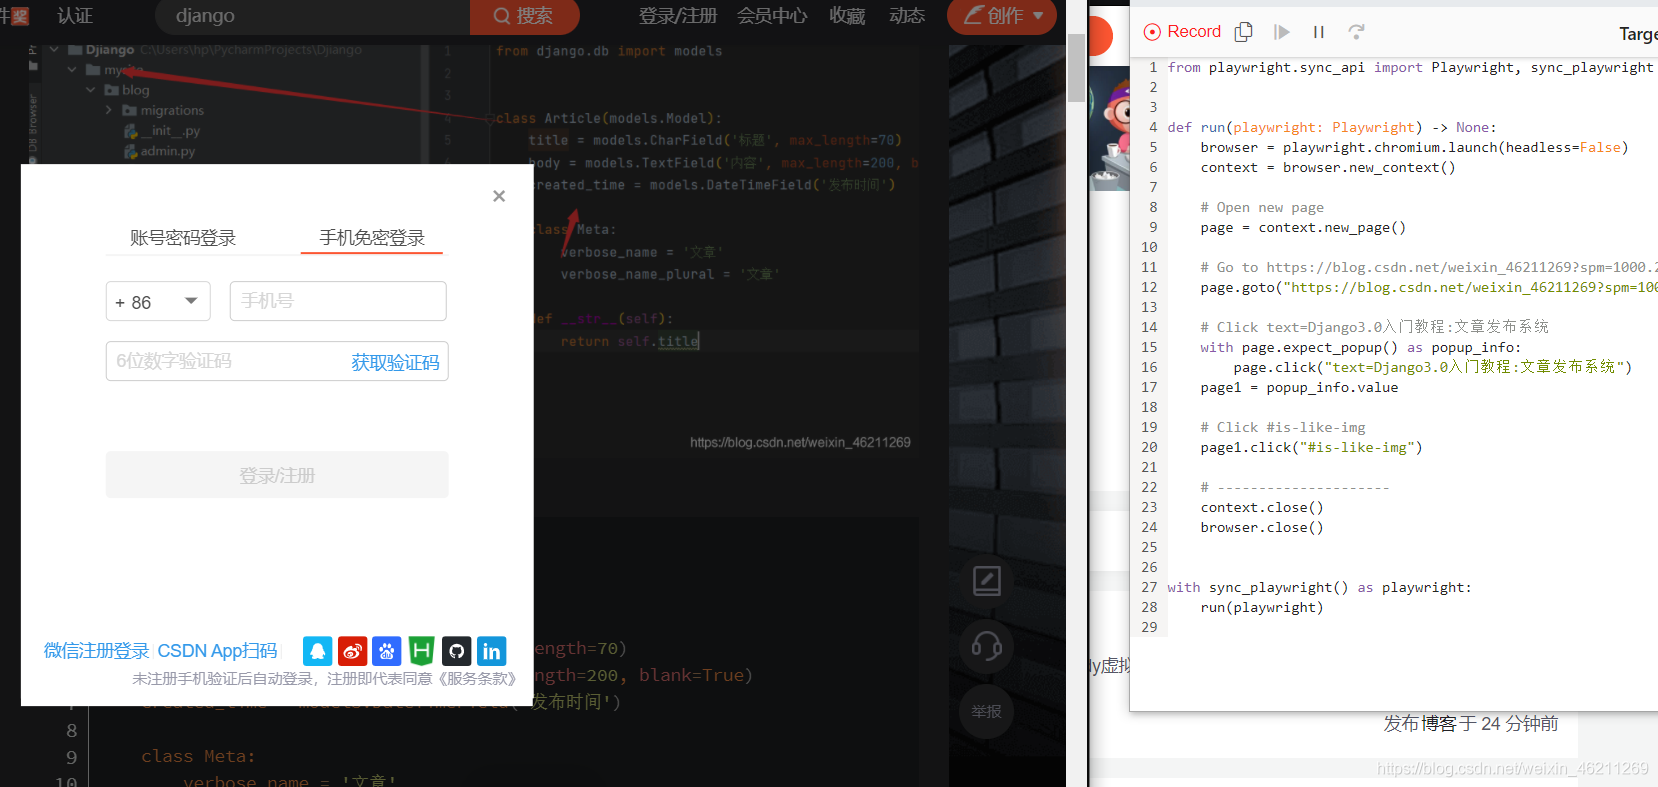 件 奖 认证 django 搜索 登录/注册 会员中心 收藏 动态 创作
Djiango C:\Users\hp\PycharmProjects\Djiango
blog
migrations
__init__.py
admin.py
DB Browser
1 from django.db import models
2
3
4 class Article(models.Model):
5 title = models.CharField('标题', max_length=70)
body = models.TextField('内容', max_length=200, b
created_time = models.DateTimeField('发布时间')
class Meta:
verbose_name = '文章'
verbose_name_plural = '文章'
def __str__(self):
return self.title
https://blog.csdn.net/weixin_46211269
×
账号密码登录 手机免密登录
+ 86 手机号
6位数字验证码 获取验证码
登录/注册
微信注册登录 CSDN App扫码
in
未注册手机验证后自动登录，注册即代表同意《服务条款》
ength=70)
ngth=200, blank=True)
发布时间')
8
9 class Meta:
10 verbose_name = '文章'
举报
Record Targe
1 from playwright.sync_api import Playwright, sync_playwright
2
3
4 def run(playwright: Playwright) -> None:
5 browser = playwright.chromium.launch(headless=False)
6 context = browser.new_context()
7
8 # Open new page
9 page = context.new_page()
10
11 # Go to https://blog.csdn.net/weixin_46211269?spm=1000.2
12 page.goto("https://blog.csdn.net/weixin_46211269?spm=100
13
14 # Click text=Django3.0入门教程:文章发布系统
15 with page.expect_popup() as popup_info:
16 page.click("text=Django3.0入门教程:文章发布系统")
17 page1 = popup_info.value
18
19 # Click #is-like-img
20 page1.click("#is-like-img")
21
22 # ---------------------
23 context.close()
24 browser.close()
25
26
27 with sync_playwright() as playwright:
28 run(playwright)
29
ly虚拟
发布博客于 24 分钟前
https://blog.csdn.net/weixin_46211269